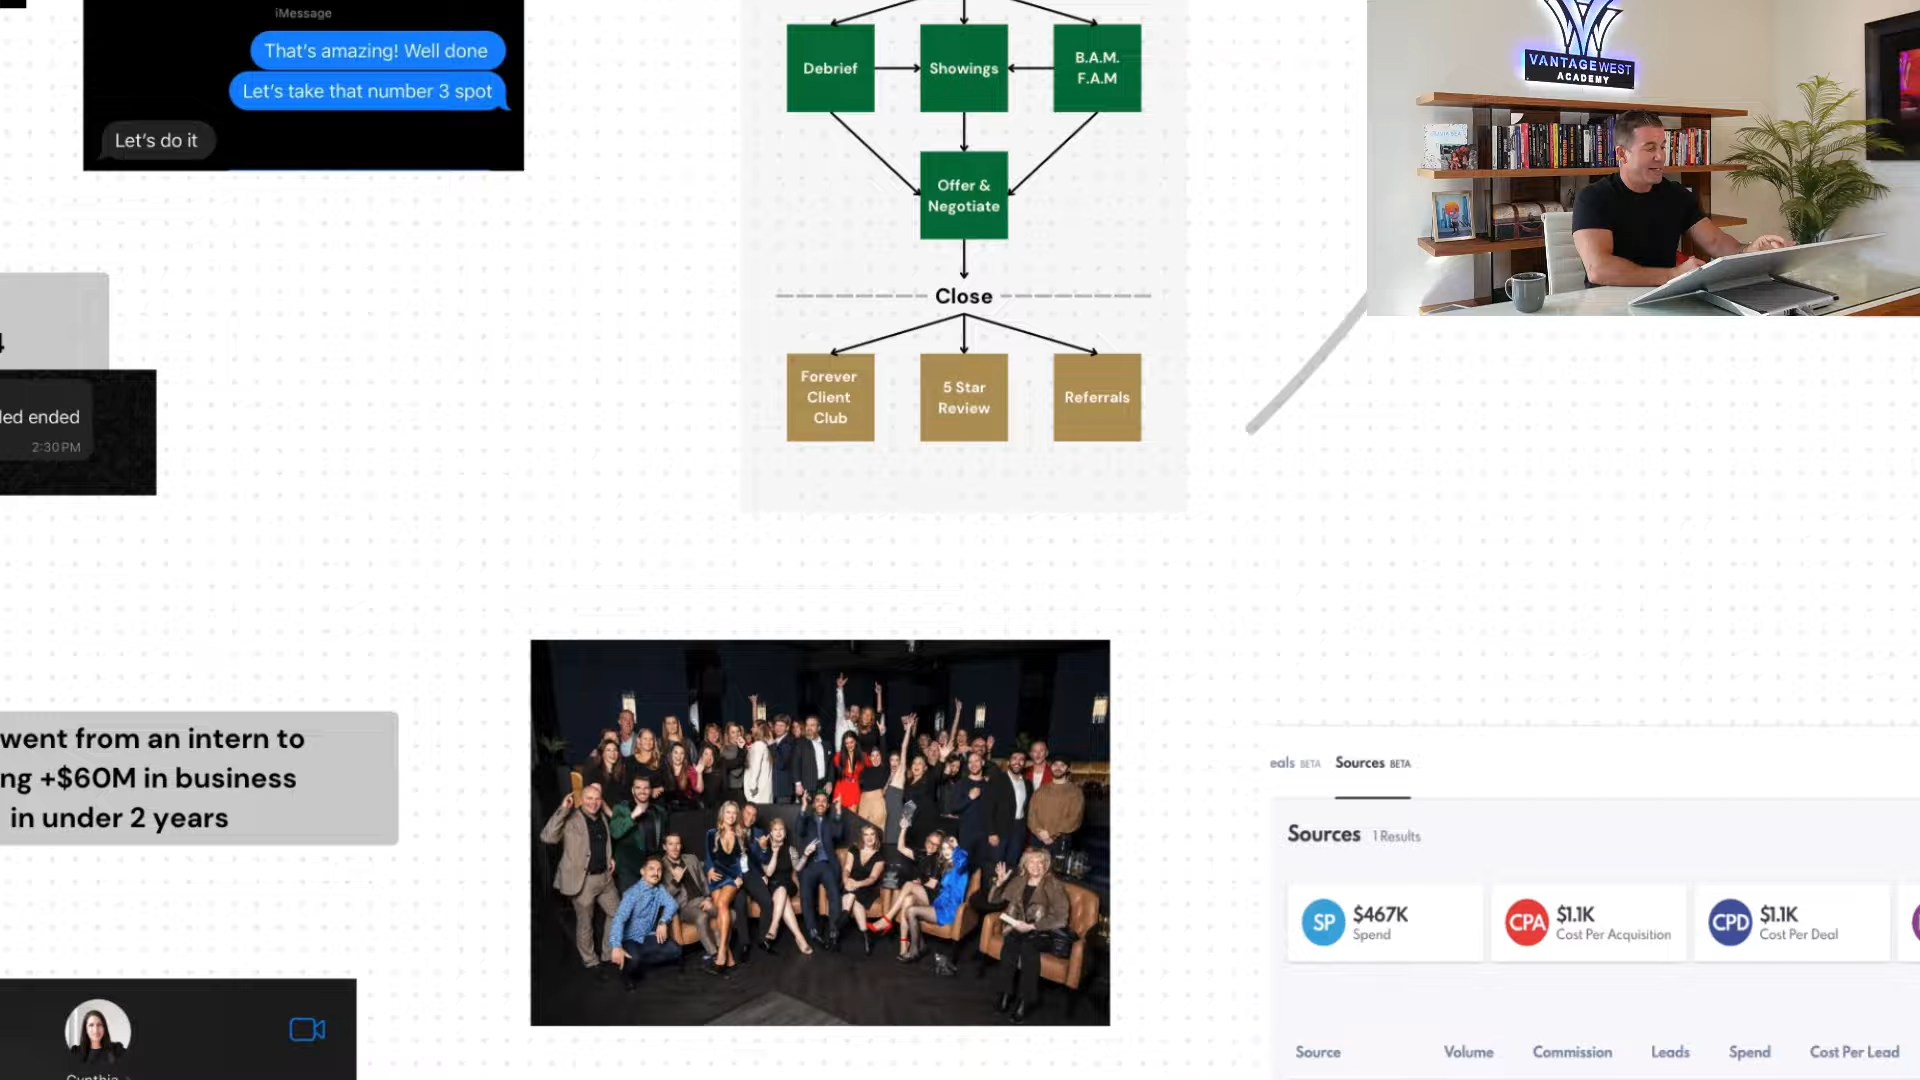 iMessage
That's amazing! Well done
Let's take that number 3 spot
Let's do it
Debrief
Showings
B.A.M.
F.A.M
Offer &
Negotiate
Close
Forever
Client
Club
5 Star
Review
Referrals
VANTAGEWEST
ACADEMY
4
led ended
2:30 PM
went from an intern to
ng +$60M in business
in under 2 years
eals BETA
Sources BETA
Sources 1 Results
SP
$467K
Spend
CPA
$1.1K
Cost Per Acquisition
CPD
$1.1K
Cost Per Deal
Source
Volume
Commission
Leads
Spend
Cost Per Lead